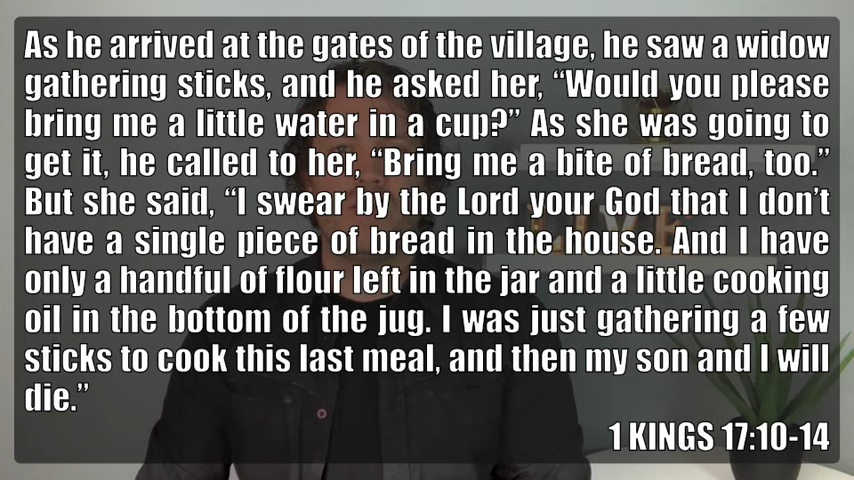 As he arrived at the gates of the village, he saw a widow
gathering sticks, and he asked her, “Would you please
bring me a little water in a cup?” As she was going to
get it, he called to her, “Bring me a bite of bread, too.”
But she said, “I swear by the Lord your God that I don’t
have a single piece of bread in the house. And I have
only a handful of flour left in the jar and a little cooking
oil in the bottom of the jug. I was just gathering a few
sticks to cook this last meal, and then my son and I will
die.”
1 KINGS 17:10-14